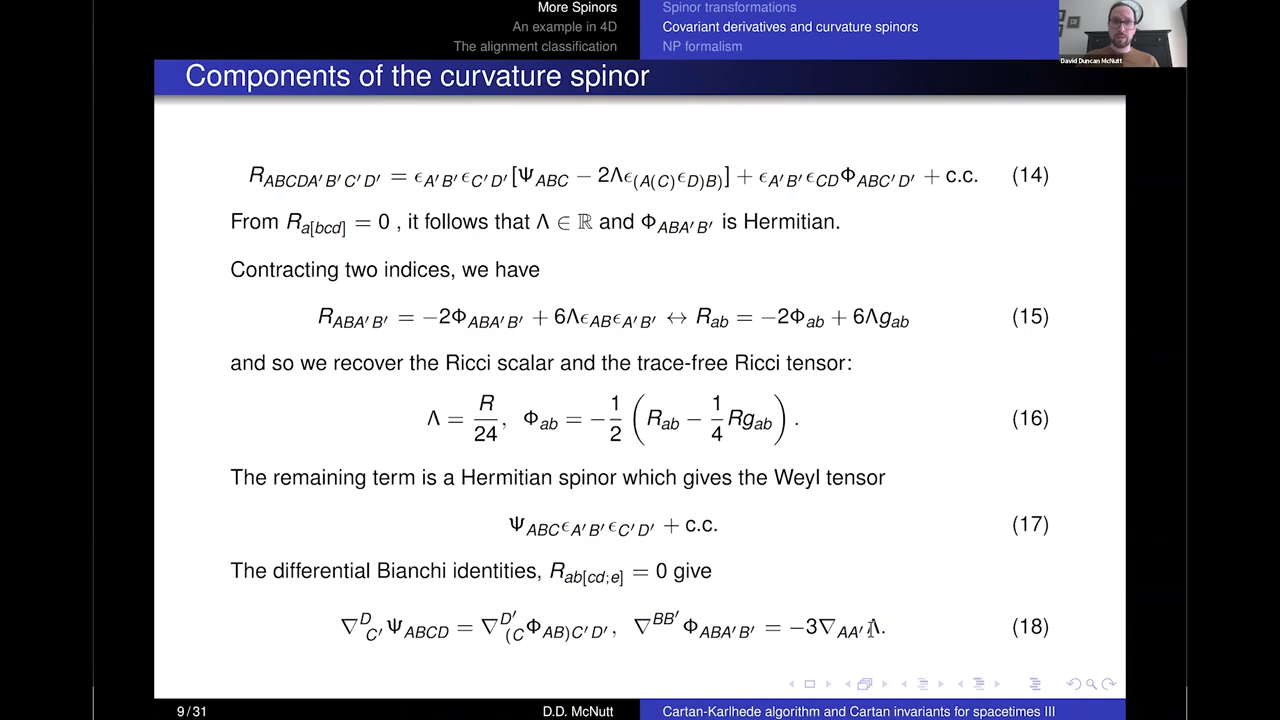 More Spinors
An example in 4D
The alignment classification
Spinor transformations
Covariant derivatives and curvature spinors
NP formalism
David Duncan McNutt
Components of the curvature spinor
R_{ABCDA′B′C′D′} = ϵ_{A′B′}ϵ_{C′D′}[Ψ_{ABC} − 2Λϵ_{(A(C)}ϵ_{D)B)}] + ϵ_{A′B′}ϵ_{CD}Φ_{ABC′D′} + c.c. (14)
From R_{a[bcd]} = 0 , it follows that Λ ∈ ℝ and Φ_{ABA′B′} is Hermitian.
Contracting two indices, we have
R_{ABA′B′} = −2Φ_{ABA′B′} + 6Λϵ_{AB}ϵ_{A′B′} ↔ R_{ab} = −2Φ_{ab} + 6Λg_{ab} (15)
and so we recover the Ricci scalar and the trace-free Ricci tensor:
Λ = R/24, Φ_{ab} = −1/2 (R_{ab} − 1/4 Rg_{ab}). (16)
The remaining term is a Hermitian spinor which gives the Weyl tensor
Ψ_{ABC}ϵ_{A′B′}ϵ_{C′D′} + c.c. (17)
The differential Bianchi identities, R_{ab[cd;e]} = 0 give
∇^{D}_{C′}Ψ_{ABCD} = ∇^{D′}_{(C}Φ_{AB)C′D′}, ∇^{BB′}Φ_{ABA′B′} = −3∇_{AA′}Λ. (18)
9/31
D.D. McNutt
Cartan-Karlhede algorithm and Cartan invariants for spacetimes III